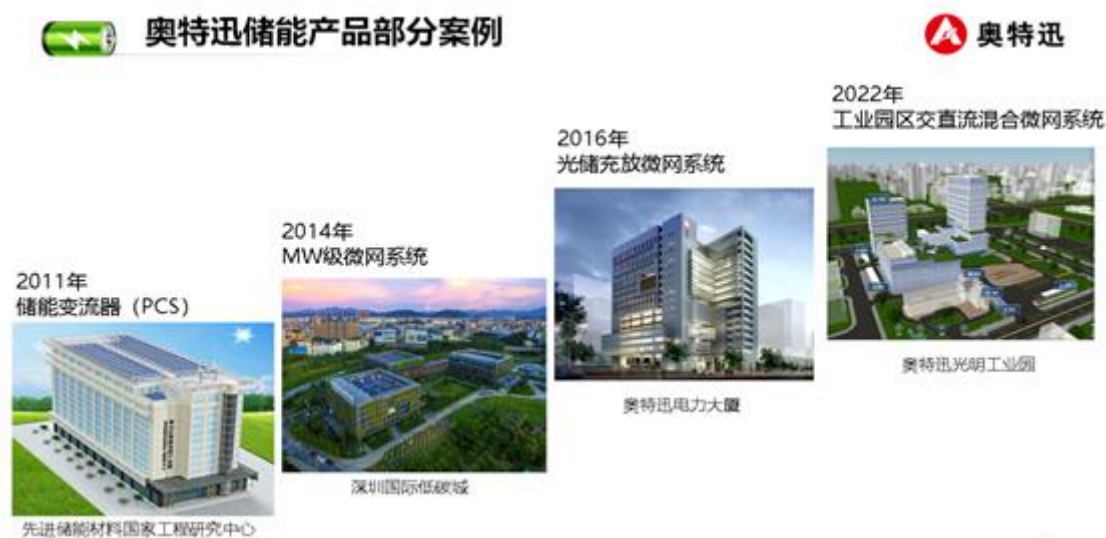 奥特迅储能产品部分案例
奥特迅
2022年
工业园区交直流混合微网系统
2016年
光储充放微网系统
2014年
MW级微网系统
2011年
储能变流器（PCS）
奥特迅光明工业园
奥特迅电力大厦
深圳国际低碳城
先进储能材料国家工程研究中心